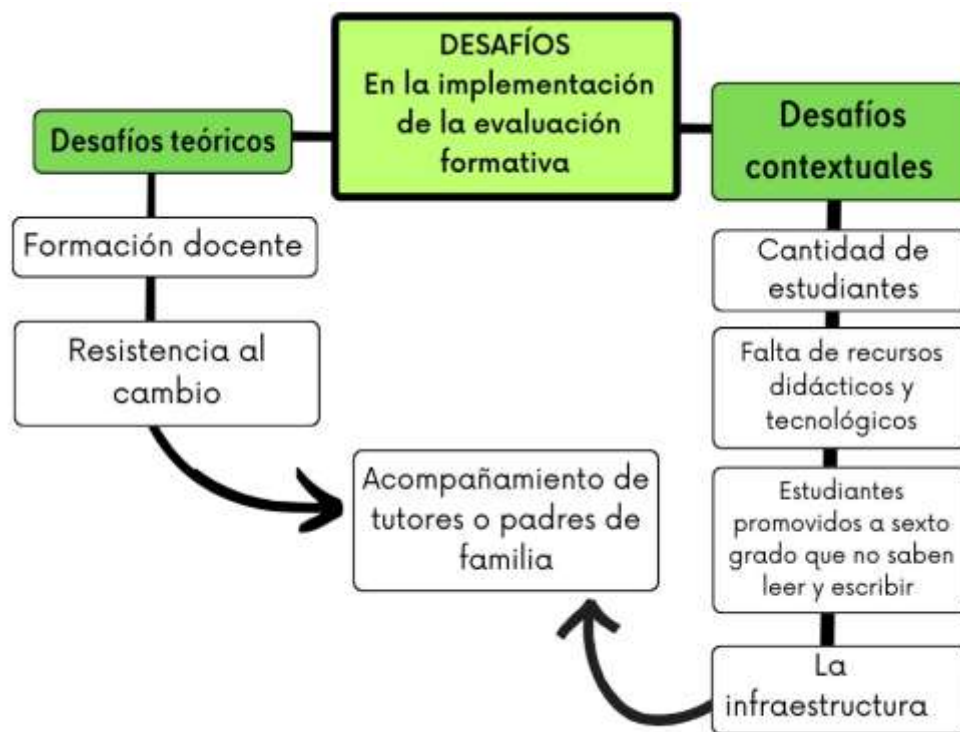 DESAFÍOS
En la implementación
de la evaluación
formativa
Desafíos teóricos
Formación docente
Resistencia al
cambio
Desafíos
contextuales
Cantidad de
estudiantes
Falta de recursos
didácticos y
tecnológicos
Estudiantes
promovidos a sexto
grado que no saben
leer y escribir
La
infraestructura
Acompañamiento de
tutores o padres de
familia